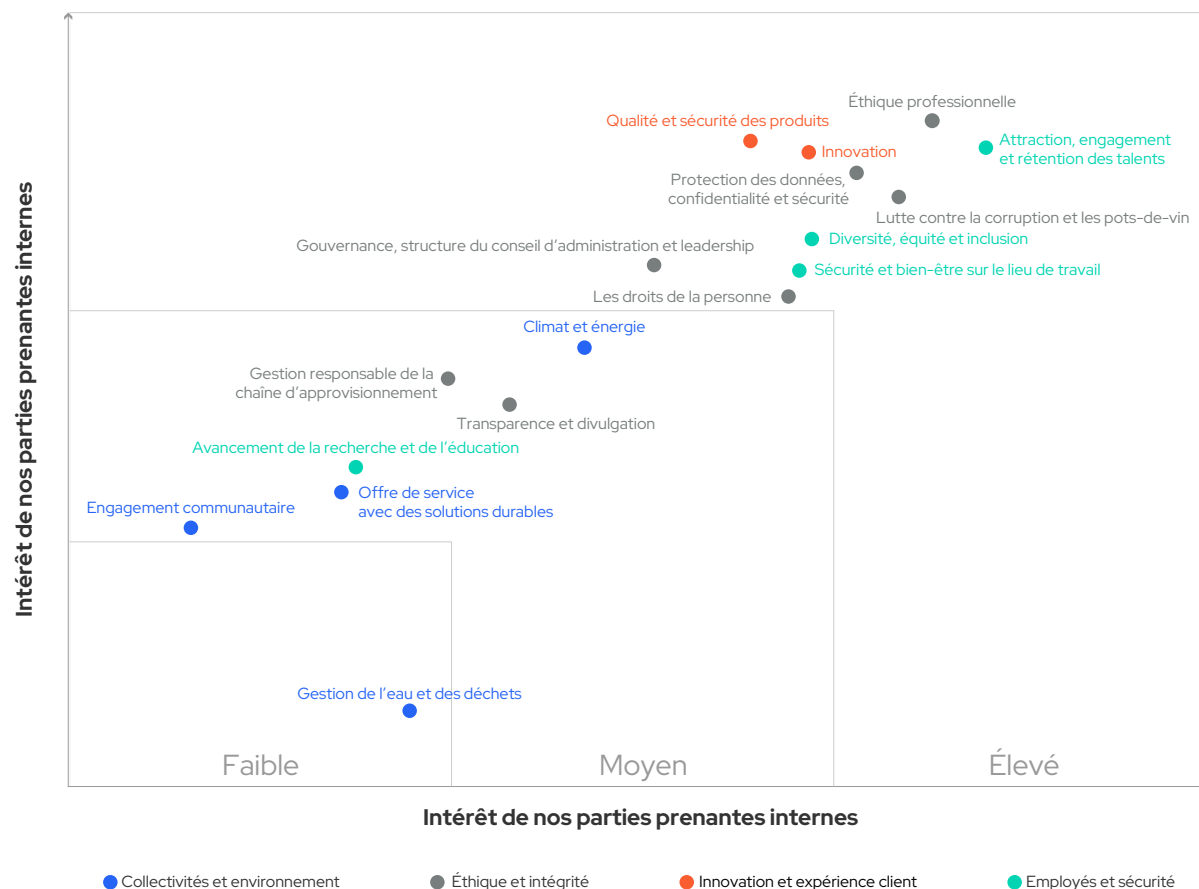 Intérêt de nos parties prenantes internes
Éthique professionnelle
Qualité et sécurité des produits
Attraction, engagement
et rétention des talents
Innovation
Protection des données,
confidentialité et sécurité
Lutte contre la corruption et les pots-de-vin
Diversité, équité et inclusion
Gouvernance, structure du conseil d’administration et leadership
Sécurité et bien-être sur le lieu de travail
Les droits de la personne
Climat et énergie
Gestion responsable de la
chaîne d’approvisionnement
Transparence et divulgation
Avancement de la recherche et de l’éducation
Offre de service
avec des solutions durables
Engagement communautaire
Gestion de l’eau et des déchets
Faible
Moyen
Élevé
Intérêt de nos parties prenantes internes
Collectivités et environnement
Éthique et intégrité
Innovation et expérience client
Employés et sécurité